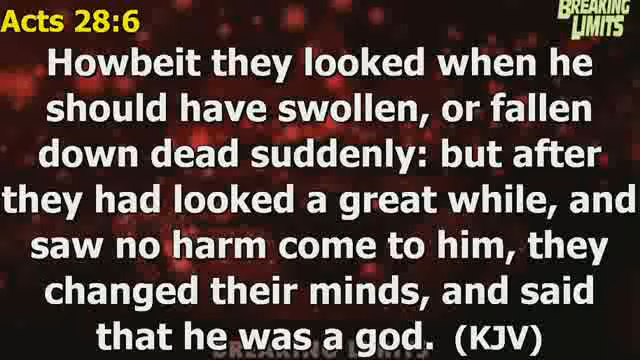 Acts 28:6
BREAKING
LIMITS
Howbeit they looked when he
should have swollen, or fallen
down dead suddenly: but after
they had looked a great while, and
saw no harm come to him, they
changed their minds, and said
that he was a god. (KJV)
BREAKING LIMITS